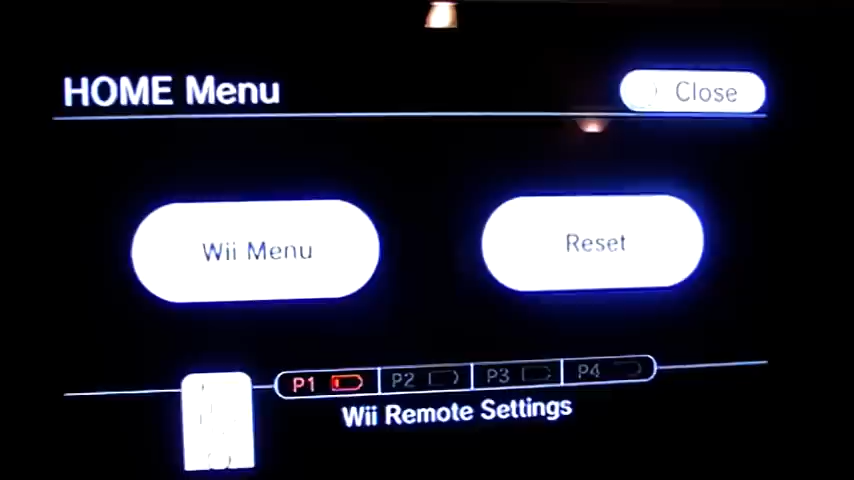 HOME Menu
Close
Wii Menu
Reset
P1 P2 P3 P4
Wii Remote Settings